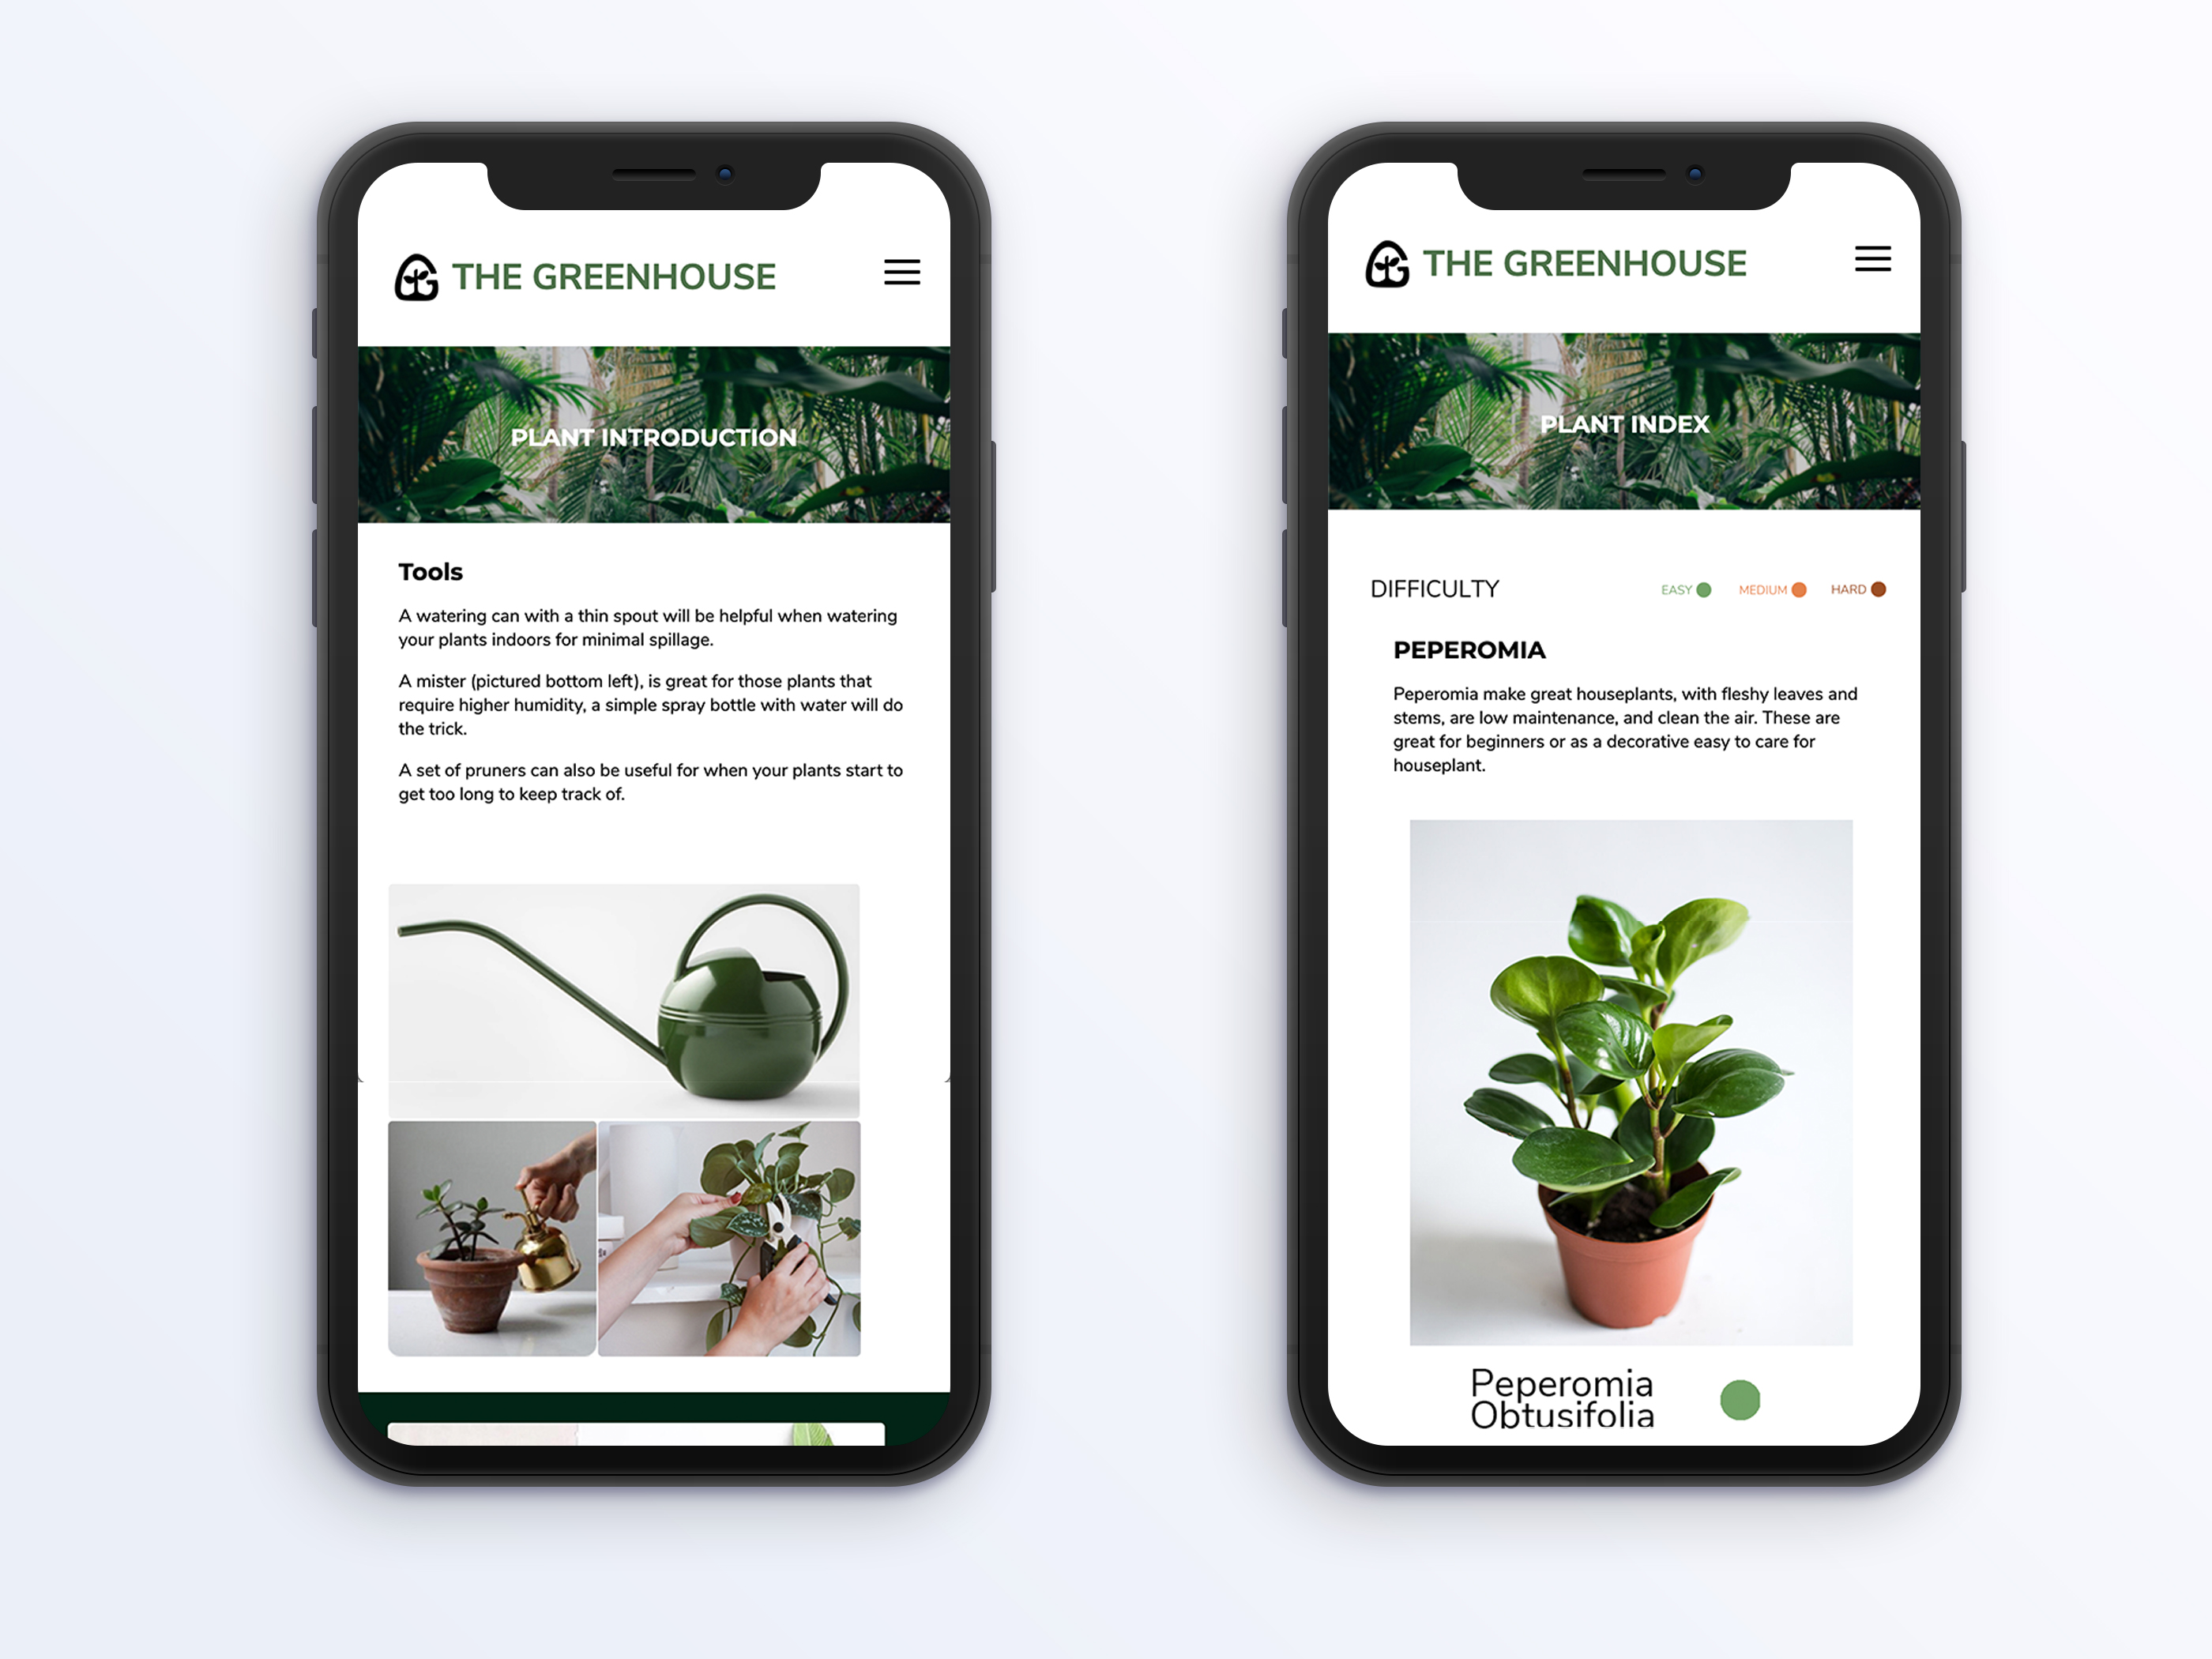 THE GREENHOUSE
PLANT INTRODUCTION
Tools
A watering can with a thin spout will be helpful when watering
your plants indoors for minimal spillage.
A mister (pictured bottom left), is great for those plants that
require higher humidity, a simple spray bottle with water will do
the trick.
A set of pruners can also be useful for when your plants start to
get too long to keep track of.
THE GREENHOUSE
PLANT INDEX
DIFFICULTY
EASY MEDIUM HARD
PEPEROMIA
Peperomia make great houseplants, with fleshy leaves and
stems, are low maintenance, and clean the air. These are
great for beginners or as a decorative easy to care for
houseplant.
Peperomia
Obtusifolia